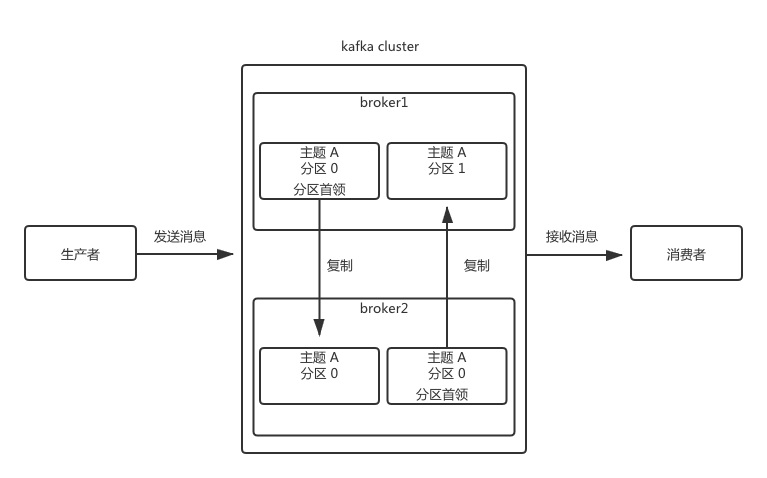 kafka cluster
broker1
主题 A
分区 0
分区首领
主题 A
分区 1
生产者
发送消息
复制
复制
接收消息
消费者
broker2
主题 A
分区 0
主题 A
分区 0
分区首领